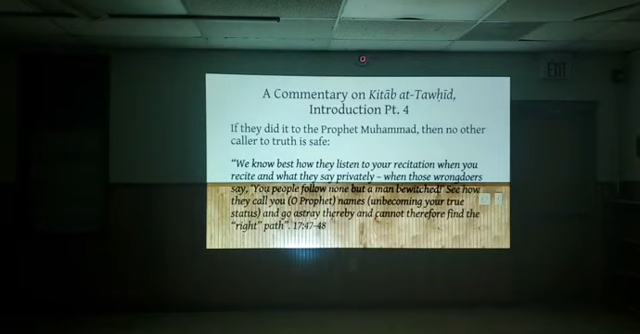 EXIT
A Commentary on Kitāb at-Tawḥīd,
Introduction Pt. 4
If they did it to the Prophet Muhammad, then no other
caller to truth is safe:
“We know best how they listen to your recitation when you
recite and what they say privately – when those wrongdoers
say, ‘You people follow none but a man bewitched!’ See how
they call you (O Prophet) names (unbecoming your true
status) and go astray thereby and cannot therefore find the
“right” path”. 17:47-48